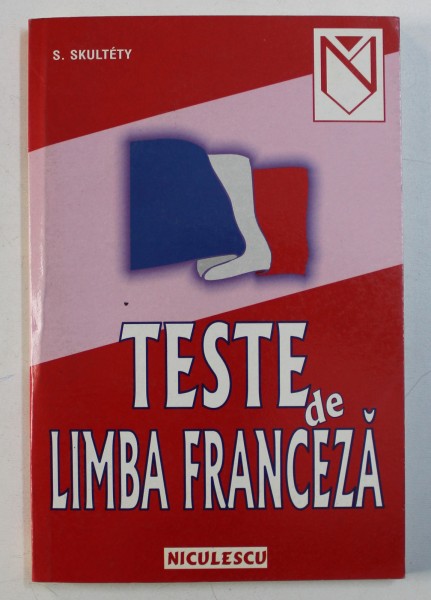 S. SKULTÉTY
TESTE
de
LIMBA FRANCEZĂ
NICULESCU